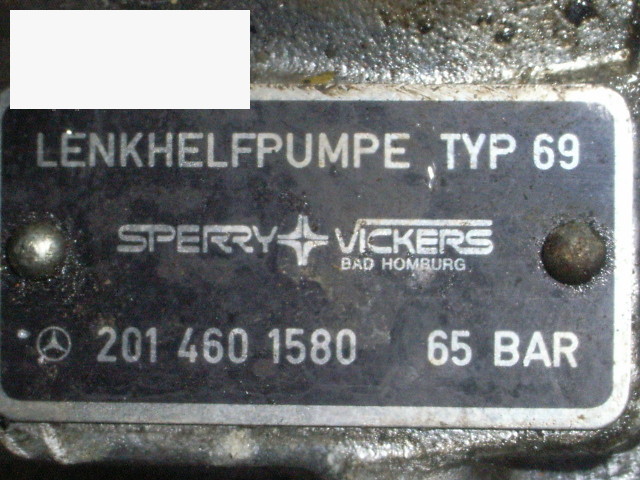 LENKHELFPUMPE TYP 69
SPERRY VICKERS
BAD HOMBURG
201 460 1580 65 BAR